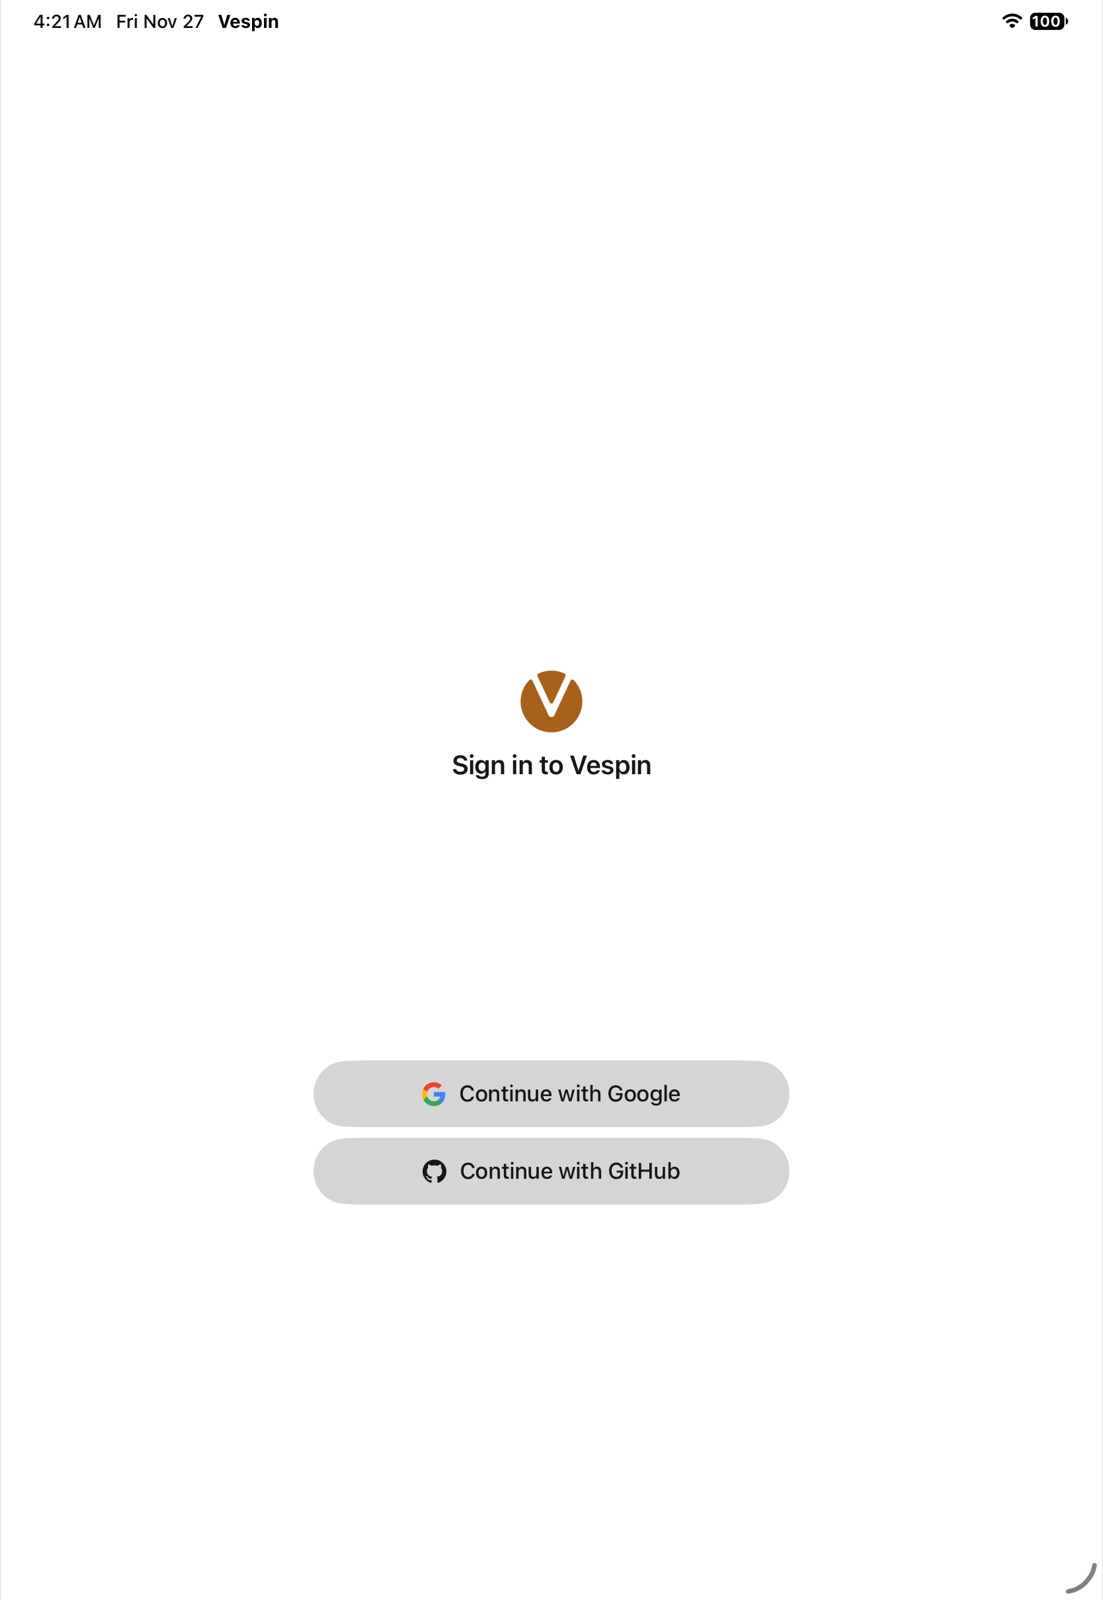 4:21 AM Fri Nov 27 Vespin
100
Sign in to Vespin
Continue with Google
Continue with GitHub